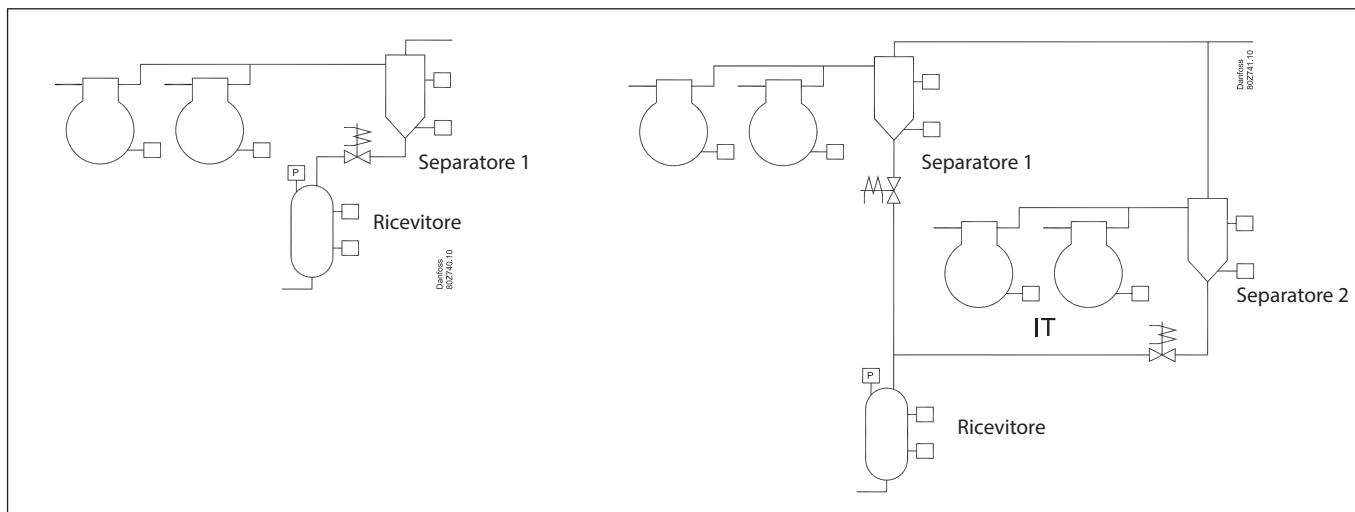 Separatore 1
P
Ricevitore
Danfoss
80Z740.10
Danfoss
80Z741.10
Separatore 1
Separatore 2
IT
P
Ricevitore